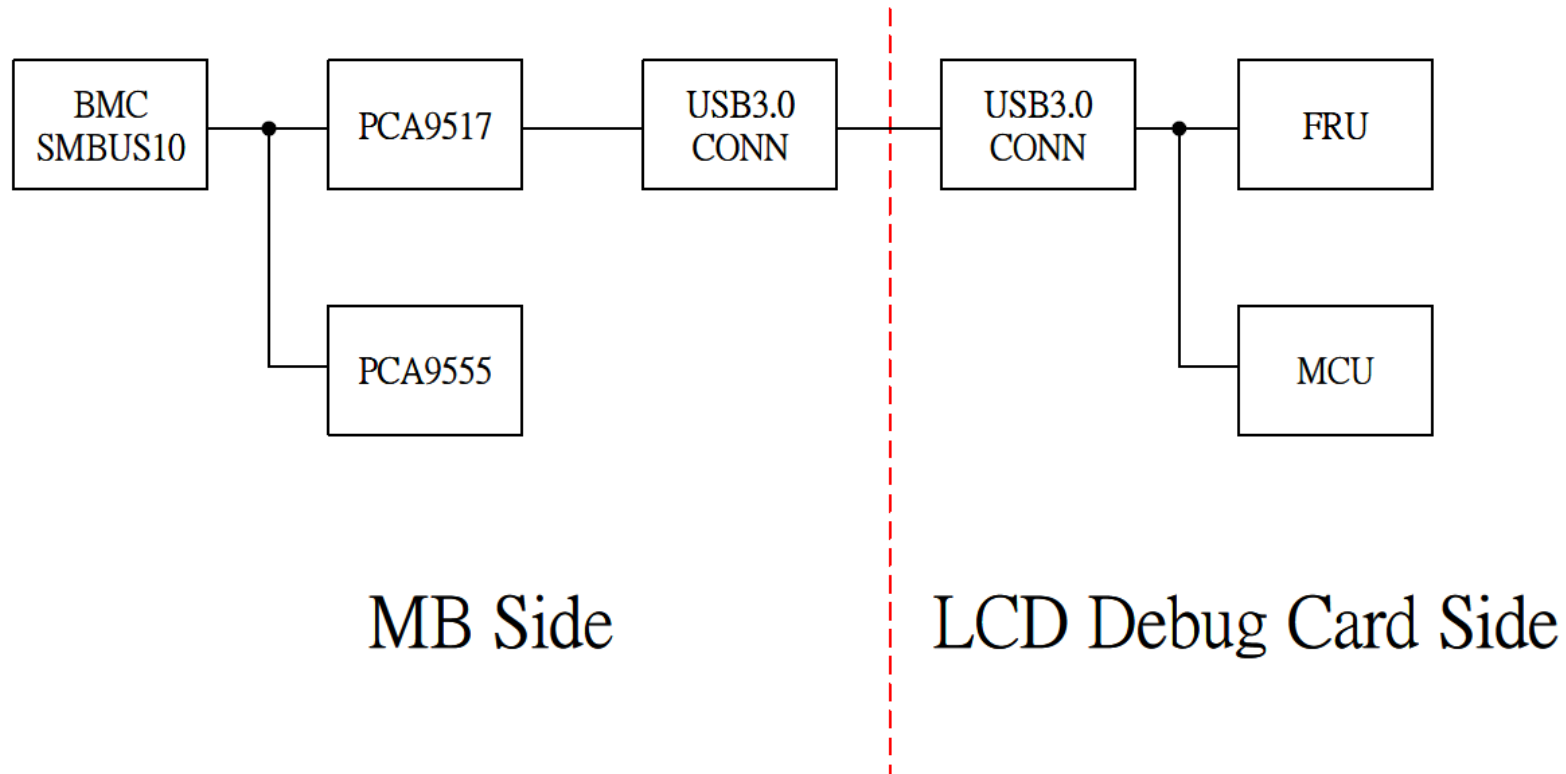 BMC
SMBUS10
PCA9517
USB3.0
CONN
USB3.0
CONN
FRU
PCA9555
MCU
MB Side
LCD Debug Card Side